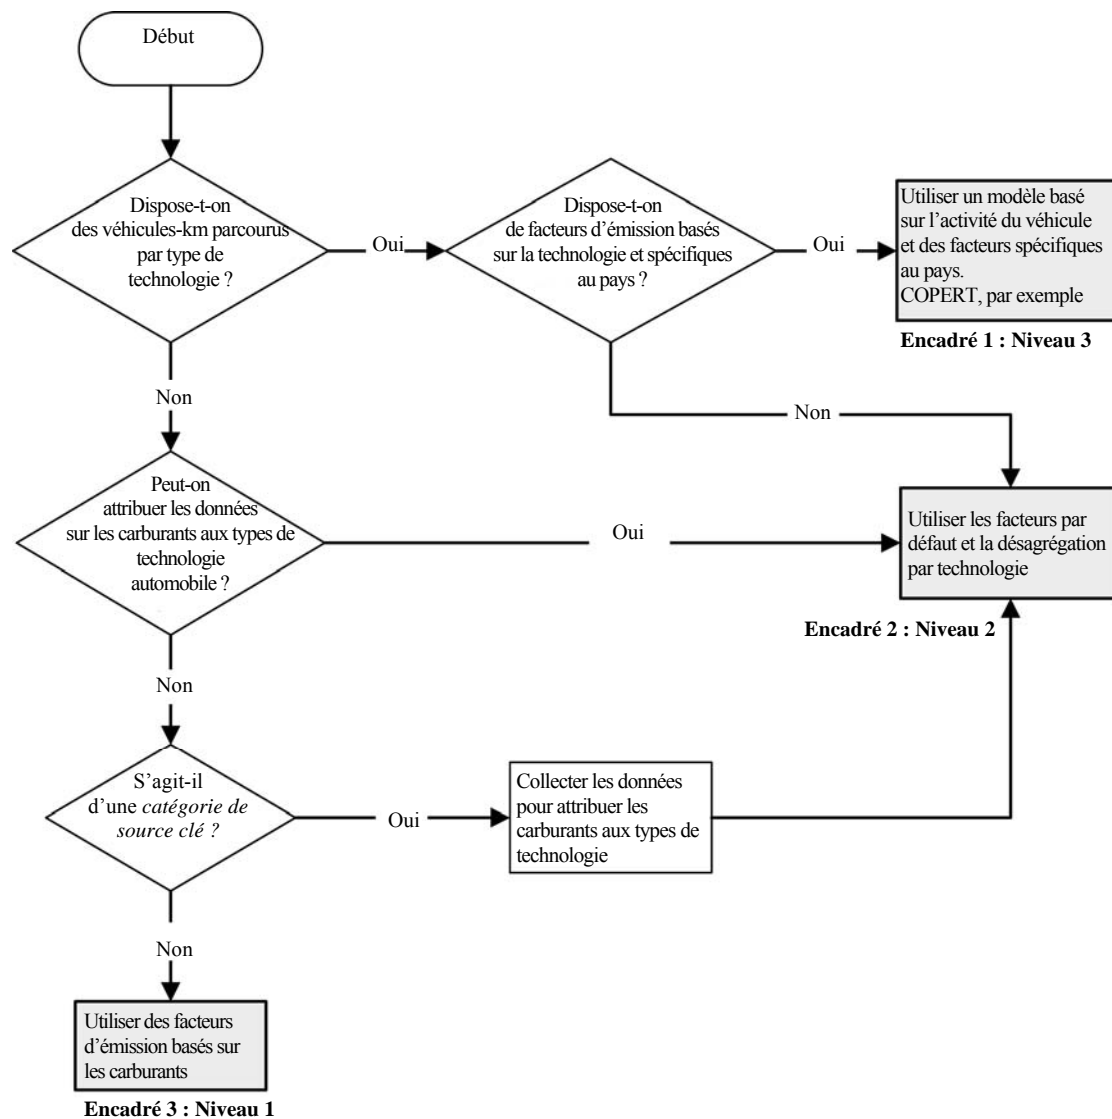 Début
Dispose-t-on
des véhicules-km parcourus
par type de
technologie ?
Oui
Dispose-t-on
de facteurs d'émission basés
sur la technologie et spécifiques
au pays ?
Oui
Utiliser un modèle basé
sur l'activité du véhicule
et des facteurs spécifiques
au pays.
COPERT, par exemple
Encadré 1 : Niveau 3
Non
Non
Peut-on
attribuer les données
sur les carburants aux types de
technologie
automobile ?
Oui
Utiliser les facteurs par
défaut et la désagrégation
par technologie
Encadré 2 : Niveau 2
Non
S'agit-il
d'une catégorie de
source clé ?
Oui
Collecter les données
pour attribuer les
carburants aux types de
technologie
Non
Utiliser des facteurs
d'émission basés sur
les carburants
Encadré 3 : Niveau 1